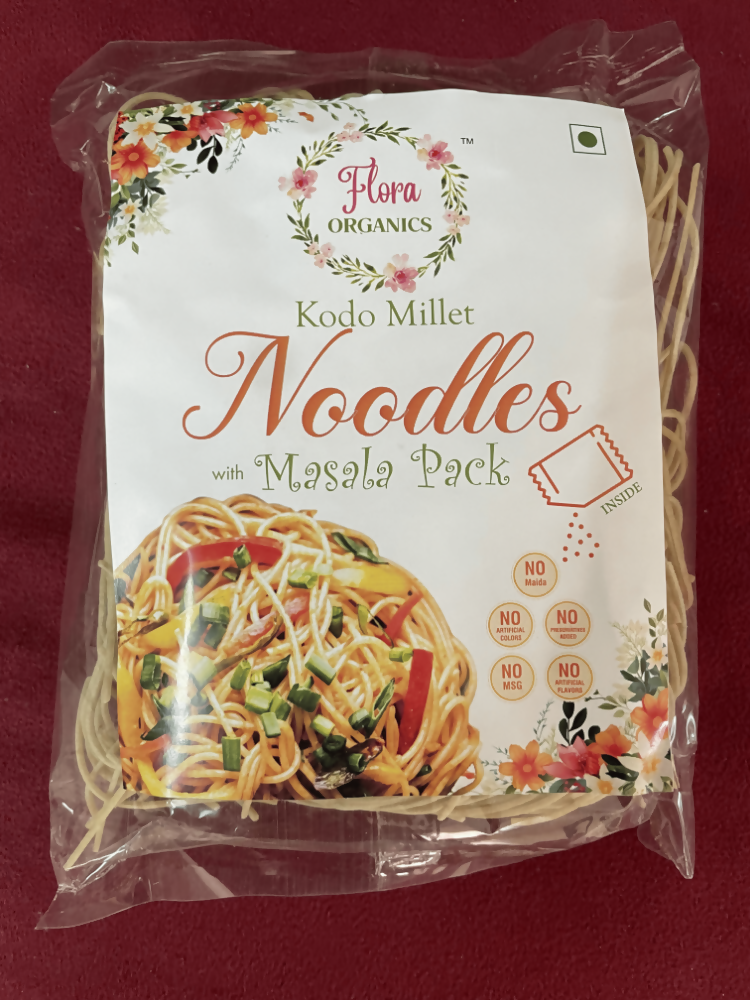 Flora
ORGANICS
TM
Kodo Millet
Noodles
with Masala Pack
INSIDE
NO
Maida
NO
ARTIFICIAL
COLORS
NO
PRESERVATIVES
ADDED
NO
MSG
NO
ARTIFICIAL
FLAVORS